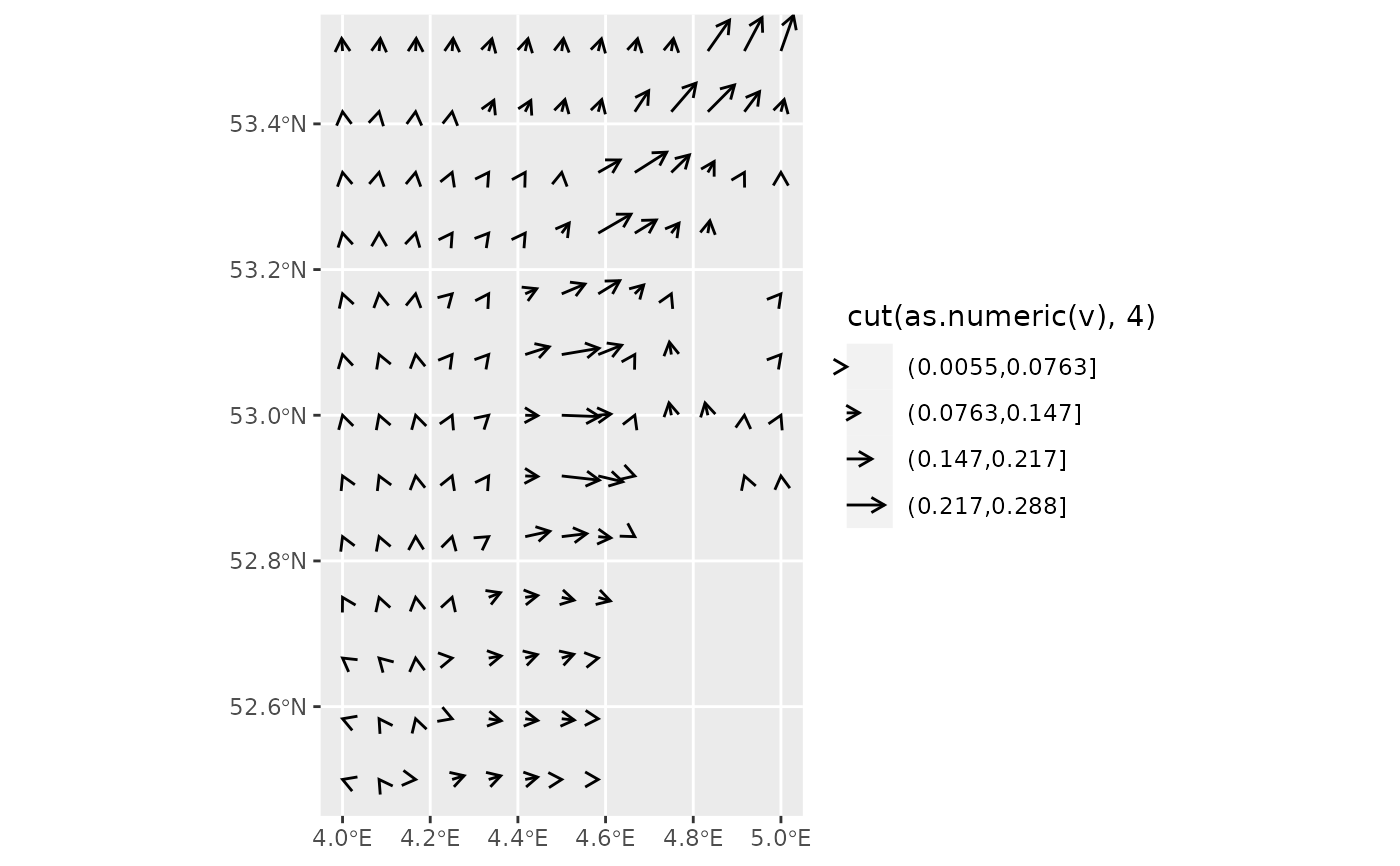 53.4°N
53.2°N
53.0°N
52.8°N
52.6°N
4.0°E 4.2°E 4.4°E 4.6°E 4.8°E 5.0°E
cut(as.numeric(v), 4)
(0.0055,0.0763]
(0.0763,0.147]
(0.147,0.217]
(0.217,0.288]